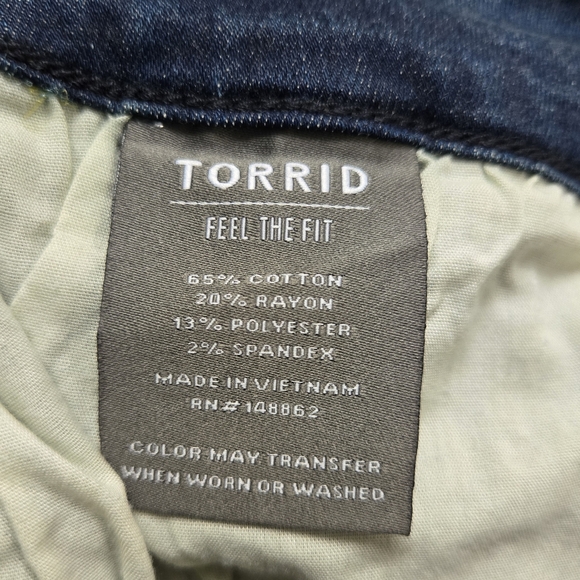 TORRID
FEEL THE FIT
65% COTTON
20% RAYON
13% POLYESTER
2% SPANDEX
MADE IN VIETNAM
RN# 148862
COLOR MAY TRANSFER
WHEN WORN OR WASHED